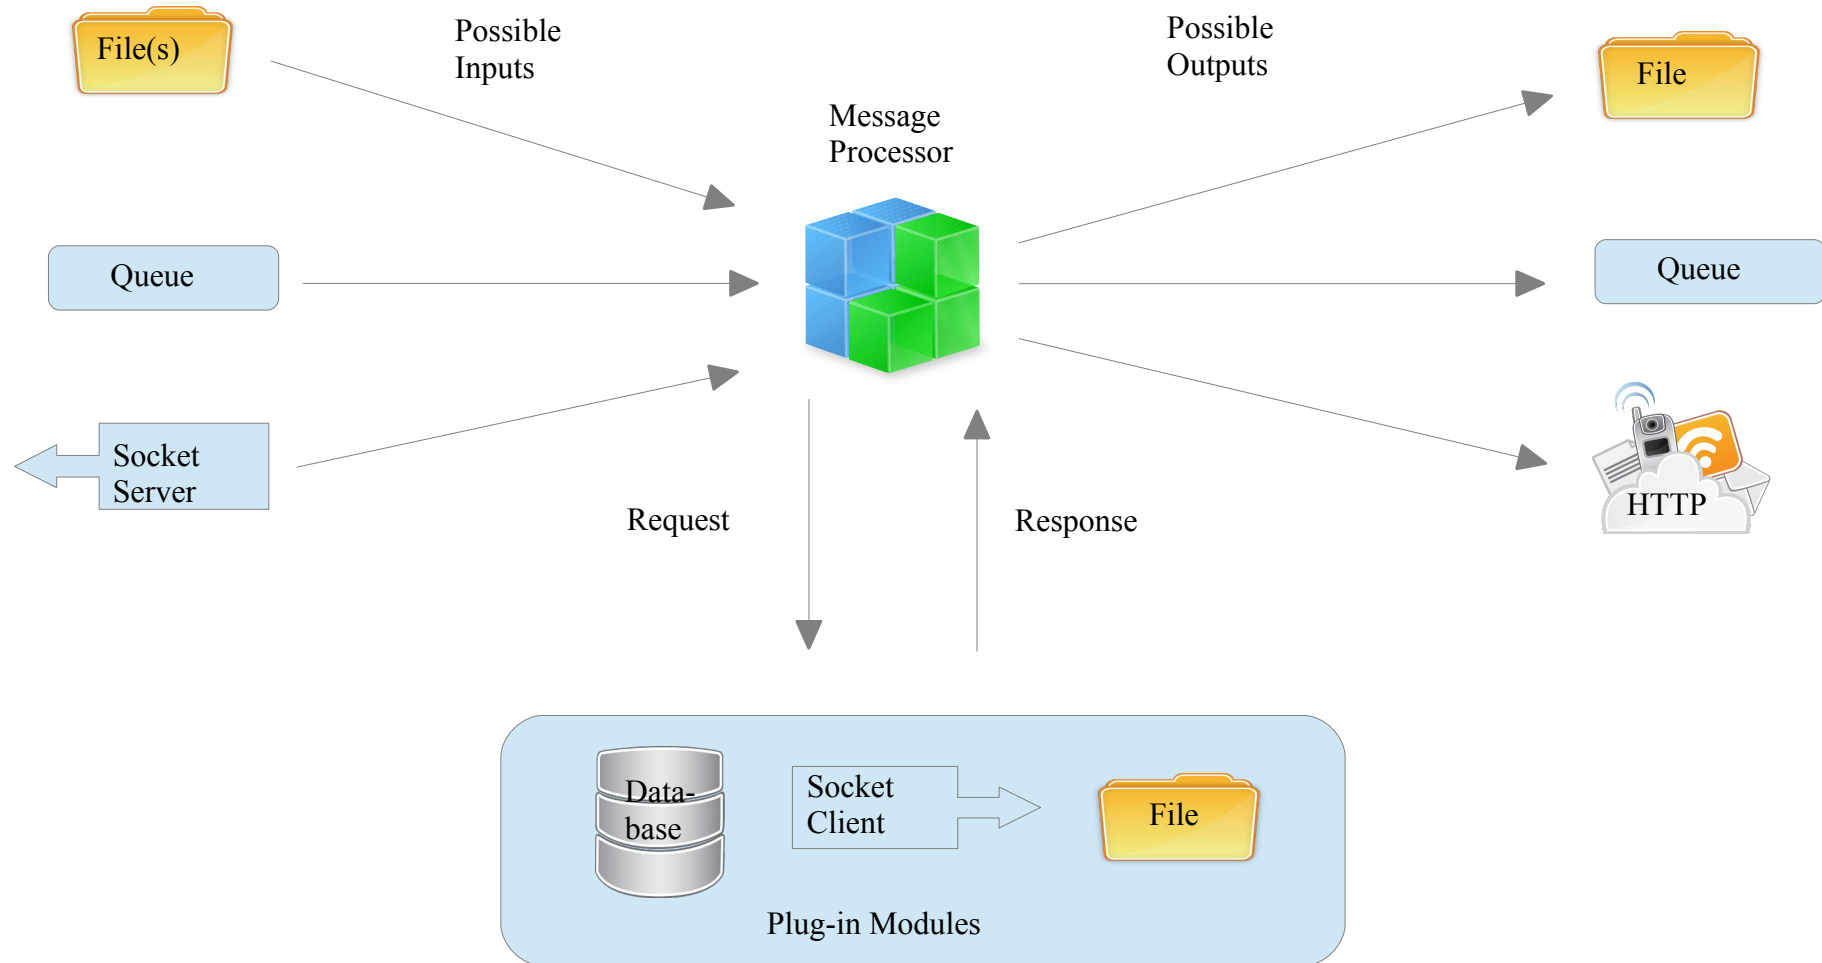 File(s)
Possible
Inputs
Possible
Outputs
File
Message
Processor
Queue
Queue
Socket
Server
HTTP
Request
Response
Data-
base
Socket
Client
File
Plug-in Modules